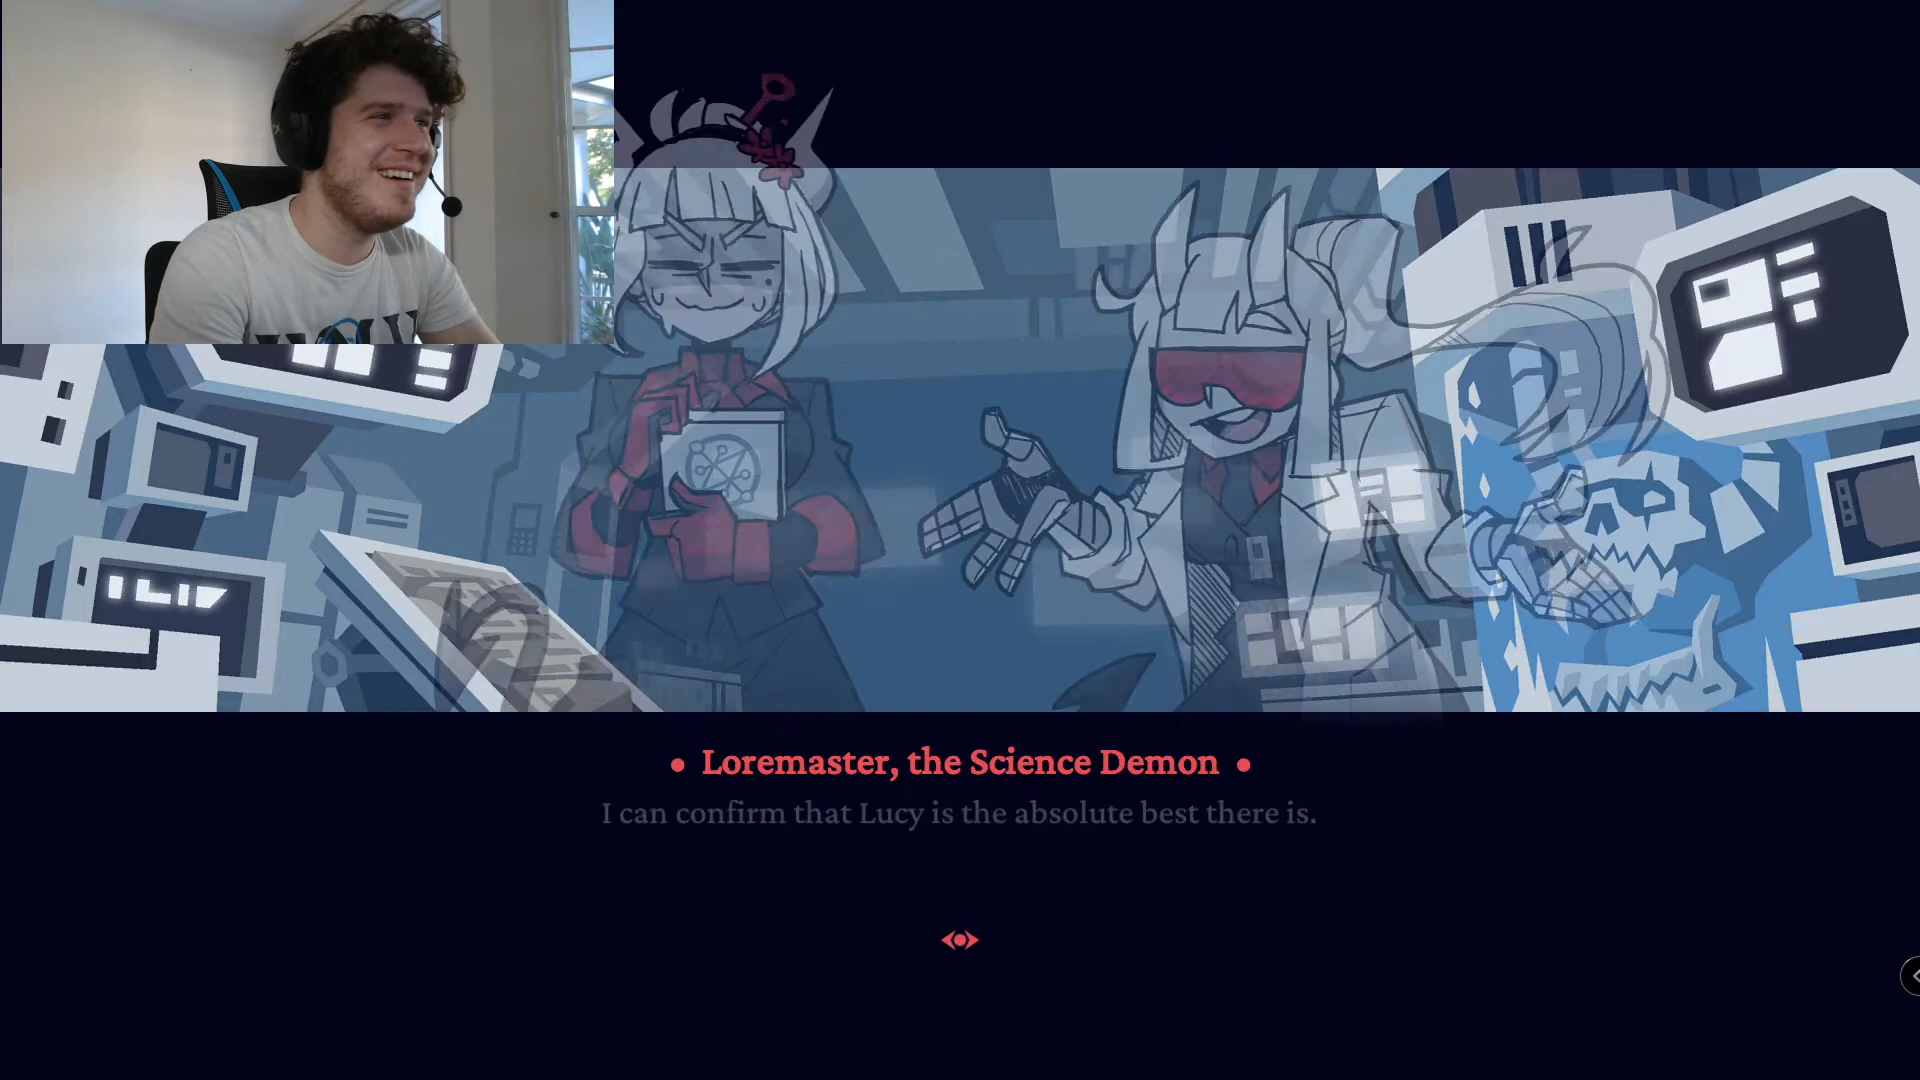 • Loremaster, the Science Demon •
I can confirm that Lucy is the absolute best there is.